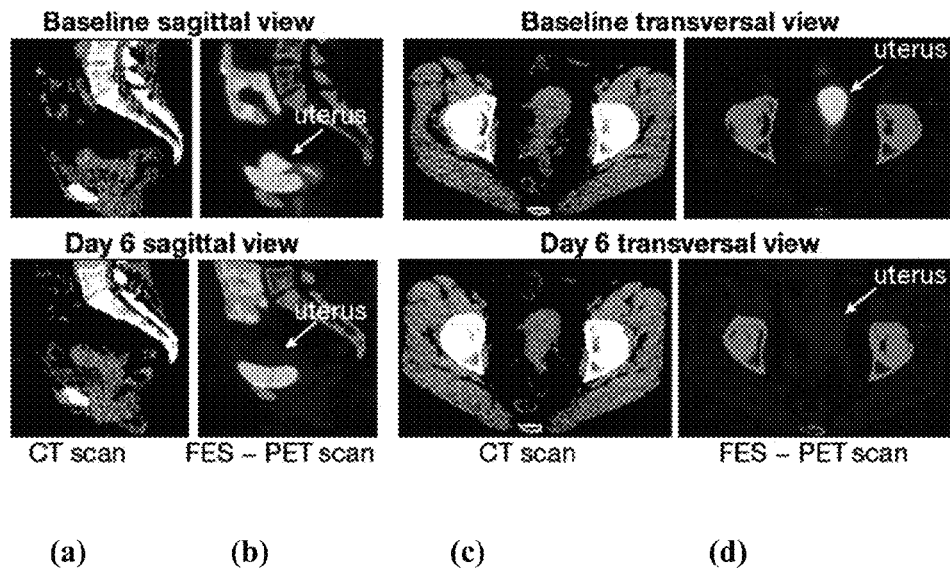 Baseline sagittal view
Baseline transversal view
uterus
uterus
Day 6 sagittal view
Day 6 transversal view
uterus
uterus
CT scan
FES – PET scan
CT scan
FES – PET scan
(a)
(b)
(c)
(d)